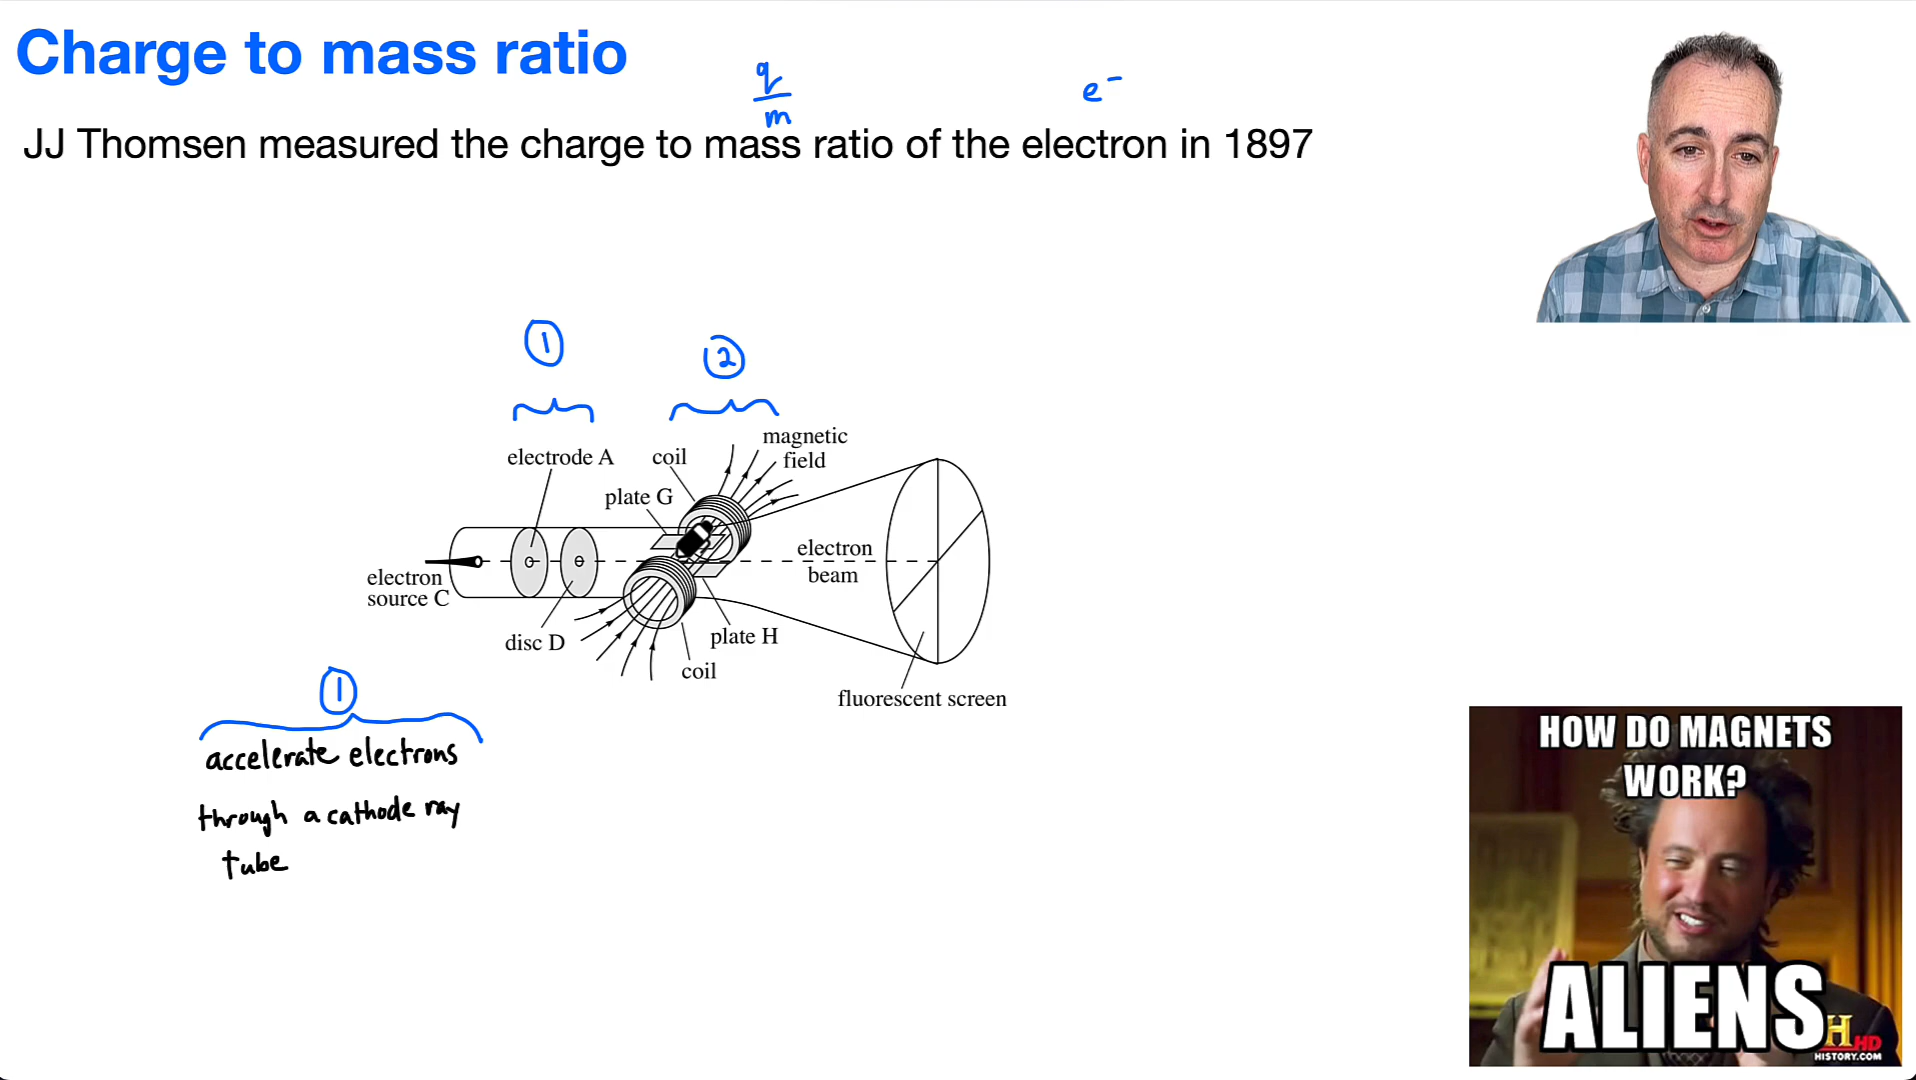 Charge to mass ratio
q
m
e⁻
JJ Thomsen measured the charge to mass ratio of the electron in 1897
1
2
magnetic
field
electrode A
coil
plate G
electron
beam
electron
source C
disc D
plate H
coil
fluorescent screen
1
accelerate electrons
through a cathode ray
tube
HOW DO MAGNETS
WORK?
ALIENS
H HD
HISTORY.COM